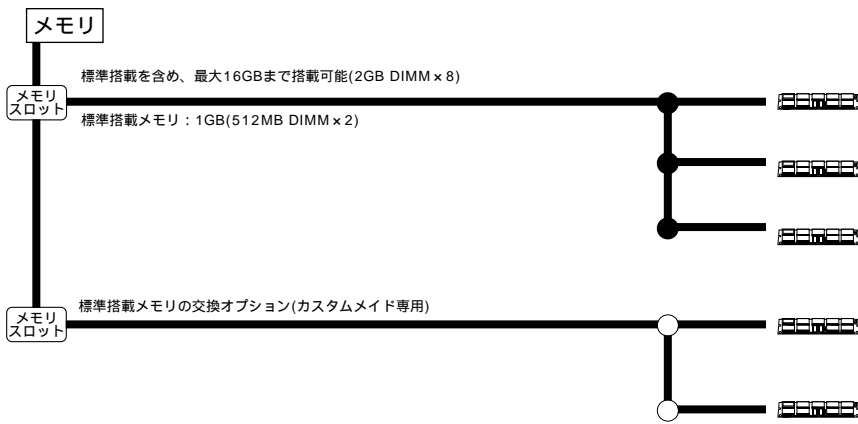 メモリ
標準搭載を含め、最大16GBまで搭載可能(2GB DIMM×8)
メモリ
スロット
標準搭載メモリ：1GB(512MB DIMM×2)
標準搭載メモリの交換オプション(カスタムメイド専用)
メモリ
スロット